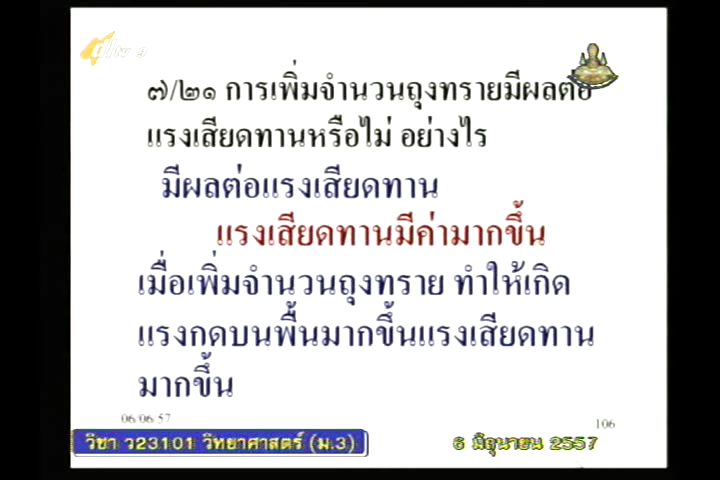 ๗/๒๑ การเพิ่มจำนวนถุงทรายมีผลต่อ
แรงเสียดทานหรือไม่ อย่างไร
มีผลต่อแรงเสียดทาน
แรงเสียดทานมีค่ามากขึ้น
เมื่อเพิ่มจำนวนถุงทราย ทำให้เกิด
แรงกดบนพื้นมากขึ้นแรงเสียดทาน
มากขึ้น
06/06/57
106
วิชา ว23101 วิทยาศาสตร์ (ม.3)
6 มิถุนายน 2557